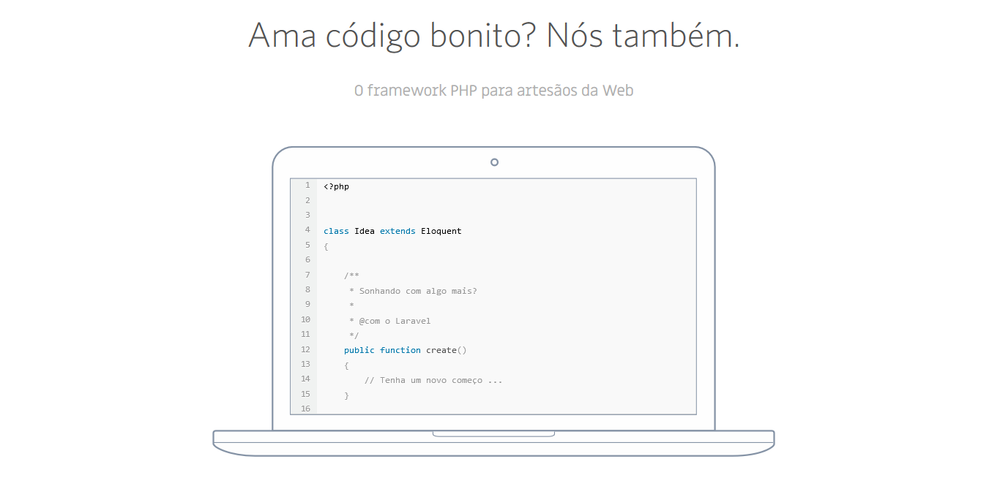 Ama código bonito? Nós também.
O framework PHP para artesãos da Web
1 <?php
2
3
4 class Idea extends Eloquent
5 {
6
7 /**
8 * Sonhando com algo mais?
9 *
10 * @com o Laravel
11 */
12 public function create()
13 {
14 // Tenha um novo começo ...
15 }
16